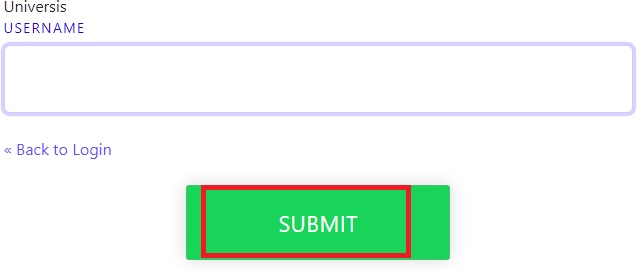 Universis
USERNAME
« Back to Login
SUBMIT